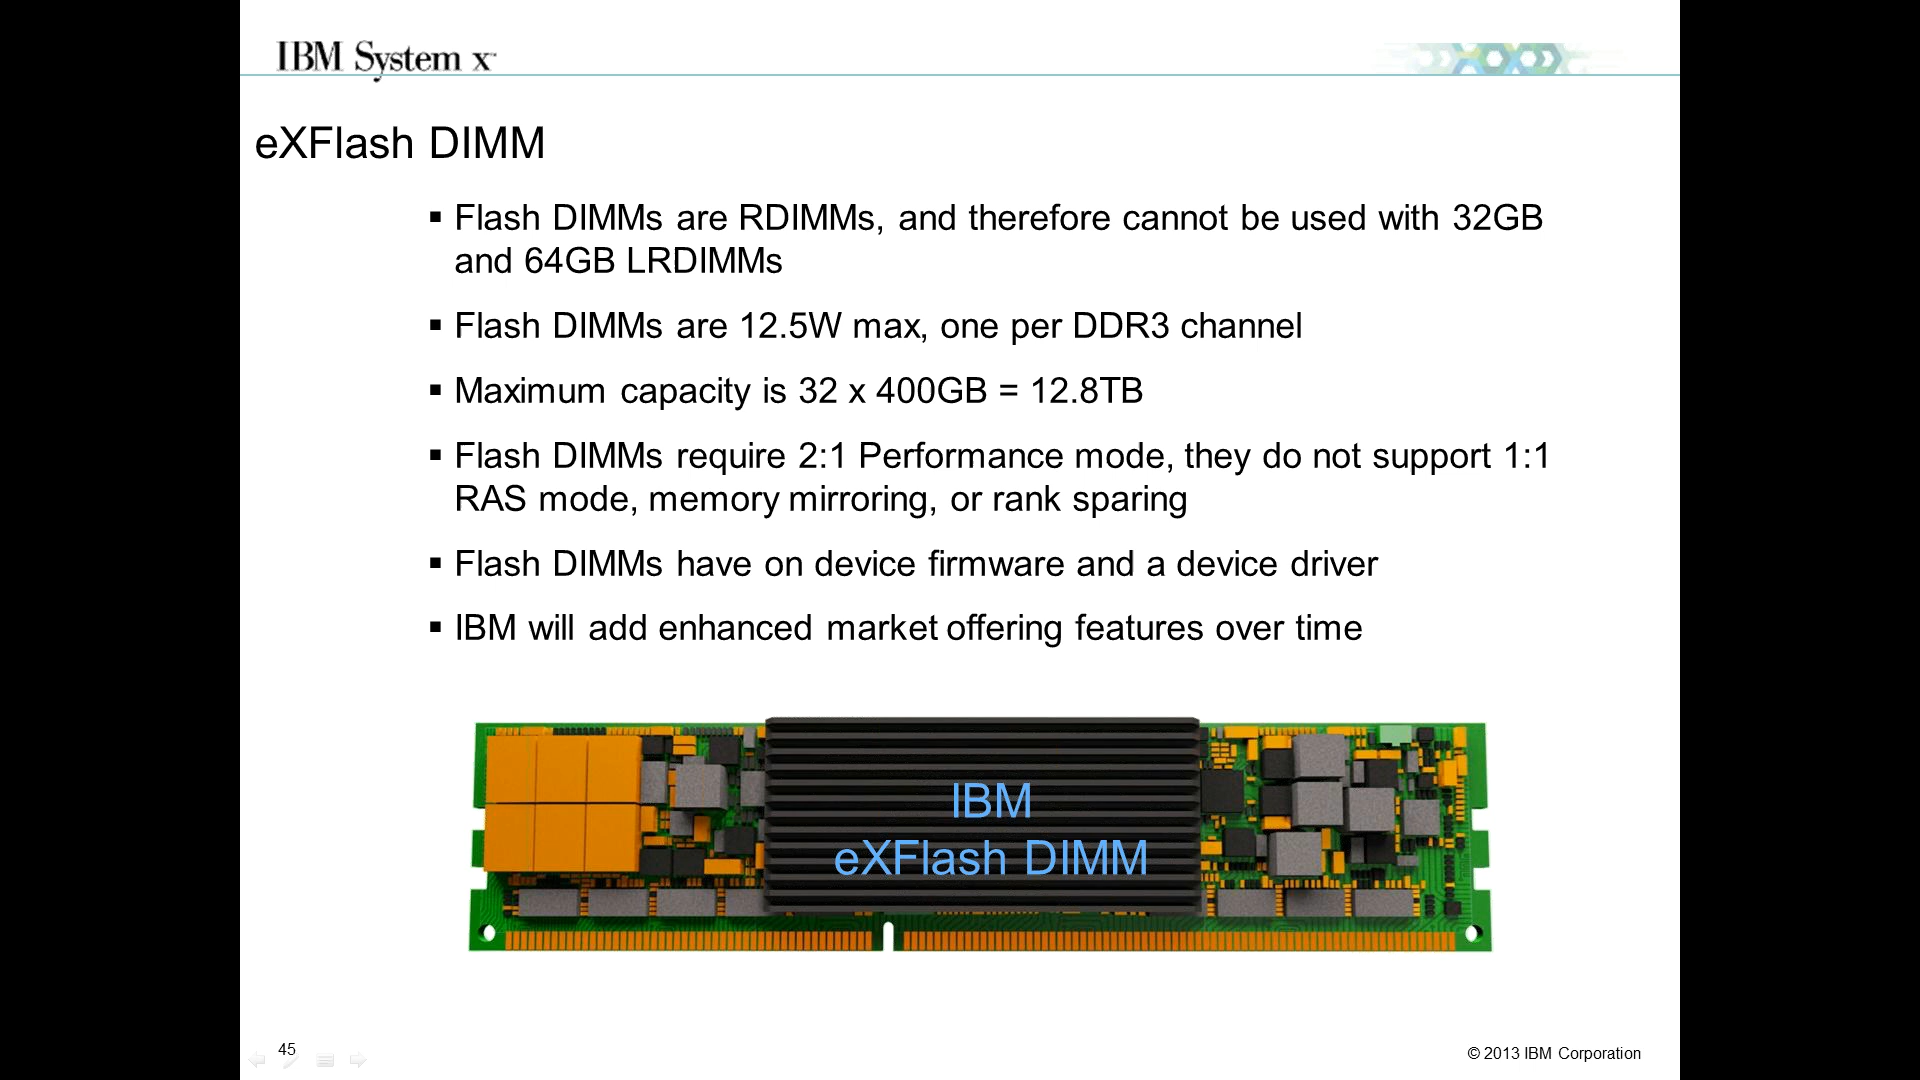 IBM System x™
eXFlash DIMM
▪ Flash DIMMs are RDIMMs, and therefore cannot be used with 32GB
and 64GB LRDIMMs
▪ Flash DIMMs are 12.5W max, one per DDR3 channel
▪ Maximum capacity is 32 x 400GB = 12.8TB
▪ Flash DIMMs require 2:1 Performance mode, they do not support 1:1
RAS mode, memory mirroring, or rank sparing
▪ Flash DIMMs have on device firmware and a device driver
▪ IBM will add enhanced market offering features over time
IBM
eXFlash DIMM
45
© 2013 IBM Corporation